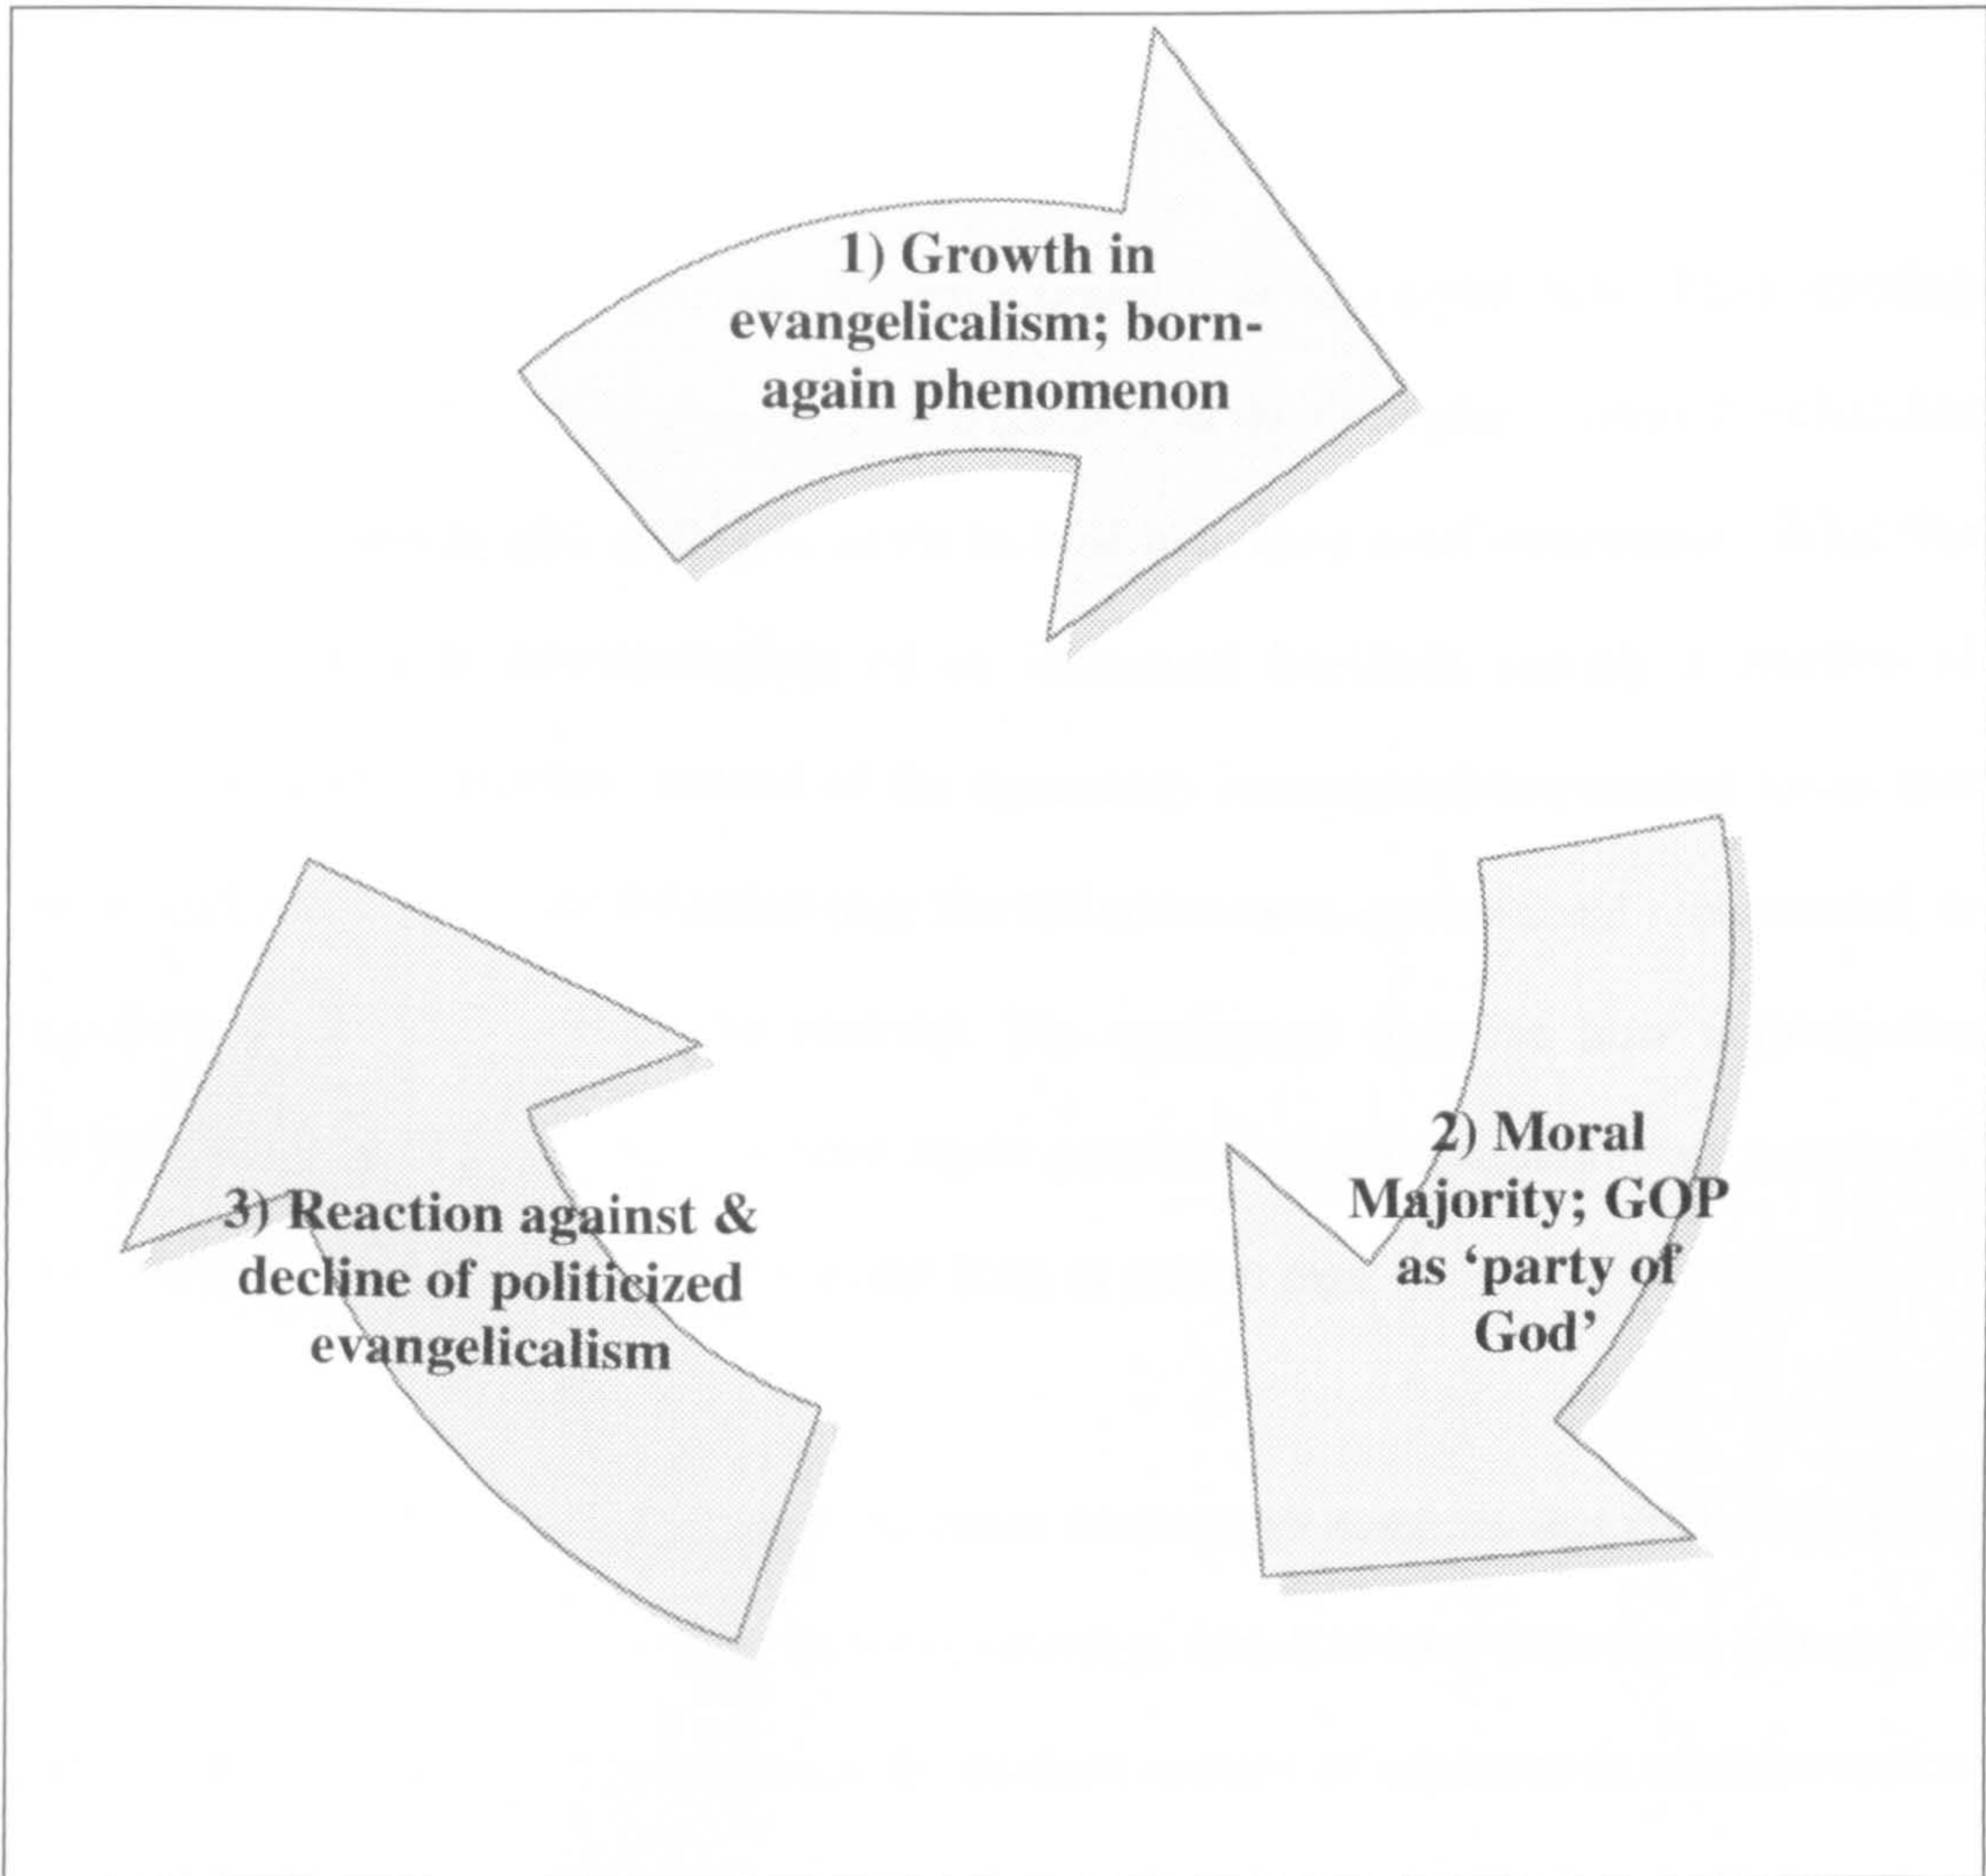 1) Growth in
evangelicalism; born-
again phenomenon
2) Moral
Majority; GOP
as ‘party of
God’
3) Reaction against &
decline of politicized
evangelicalism